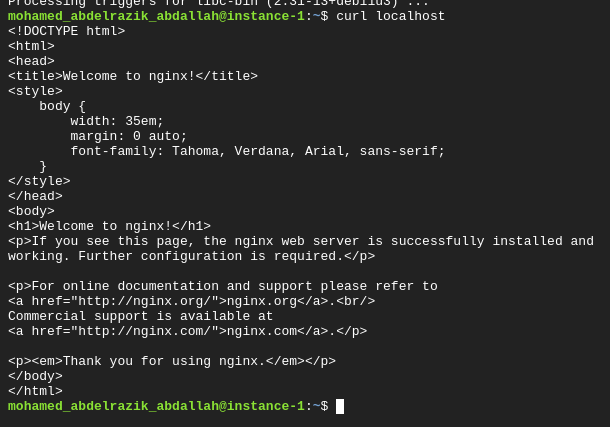 Processing triggers for libc-bin (2.31-13+deb11u3) ...
mohamed_abdelrazik_abdallah@instance-1:~$ curl localhost
<!DOCTYPE html>
<html>
<head>
<title>Welcome to nginx!</title>
<style>
    body {
        width: 35em;
        margin: 0 auto;
        font-family: Tahoma, Verdana, Arial, sans-serif;
    }
</style>
</head>
<body>
<h1>Welcome to nginx!</h1>
<p>If you see this page, the nginx web server is successfully installed and
working. Further configuration is required.</p>

<p>For online documentation and support please refer to
<a href="http://nginx.org/">nginx.org</a>.<br/>
Commercial support is available at
<a href="http://nginx.com/">nginx.com</a>.</p>

<p><em>Thank you for using nginx.</em></p>
</body>
</html>
mohamed_abdelrazik_abdallah@instance-1:~$